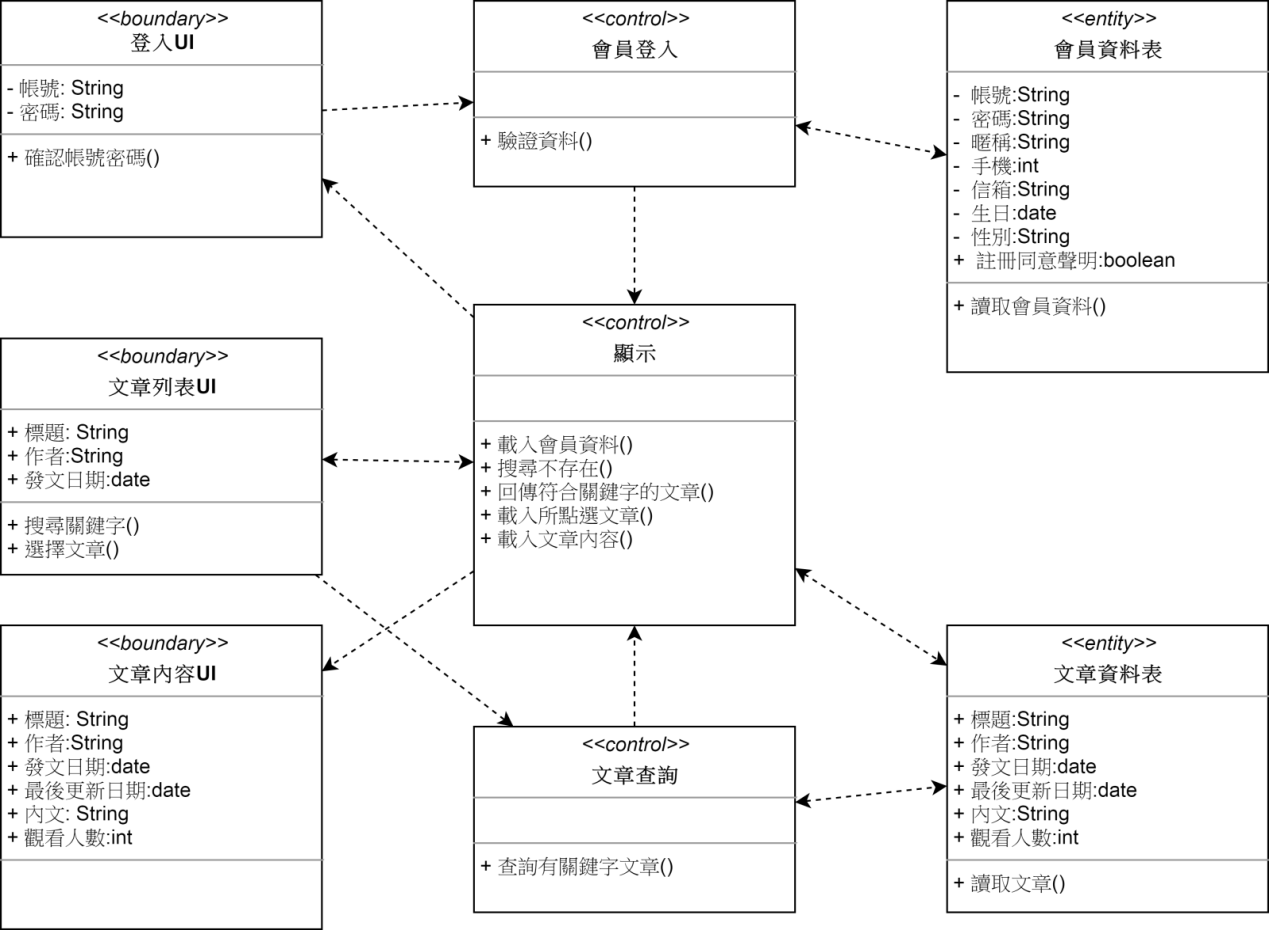 <<boundary>>
登入UI
- 帳號: String
- 密碼: String
+ 確認帳號密碼()
<<control>>
會員登入
+ 驗證資料()
<<entity>>
會員資料表
- 帳號:String
- 密碼:String
- 暱稱:String
- 手機:int
- 信箱:String
- 生日:date
- 性別:String
+ 註冊同意聲明:boolean
+ 讀取會員資料()
<<boundary>>
文章列表UI
+ 標題: String
+ 作者:String
+ 發文日期:date
+ 搜尋關鍵字()
+ 選擇文章()
<<control>>
顯示
+ 載入會員資料()
+ 搜尋不存在()
+ 回傳符合關鍵字的文章()
+ 載入所點選文章()
+ 載入文章內容()
<<boundary>>
文章內容UI
+ 標題: String
+ 作者:String
+ 發文日期:date
+ 最後更新日期:date
+ 內文: String
+ 觀看人數:int
<<control>>
文章查詢
+ 查詢有關鍵字文章()
<<entity>>
文章資料表
+ 標題:String
+ 作者:String
+ 發文日期:date
+ 最後更新日期:date
+ 內文:String
+ 觀看人數:int
+ 讀取文章()